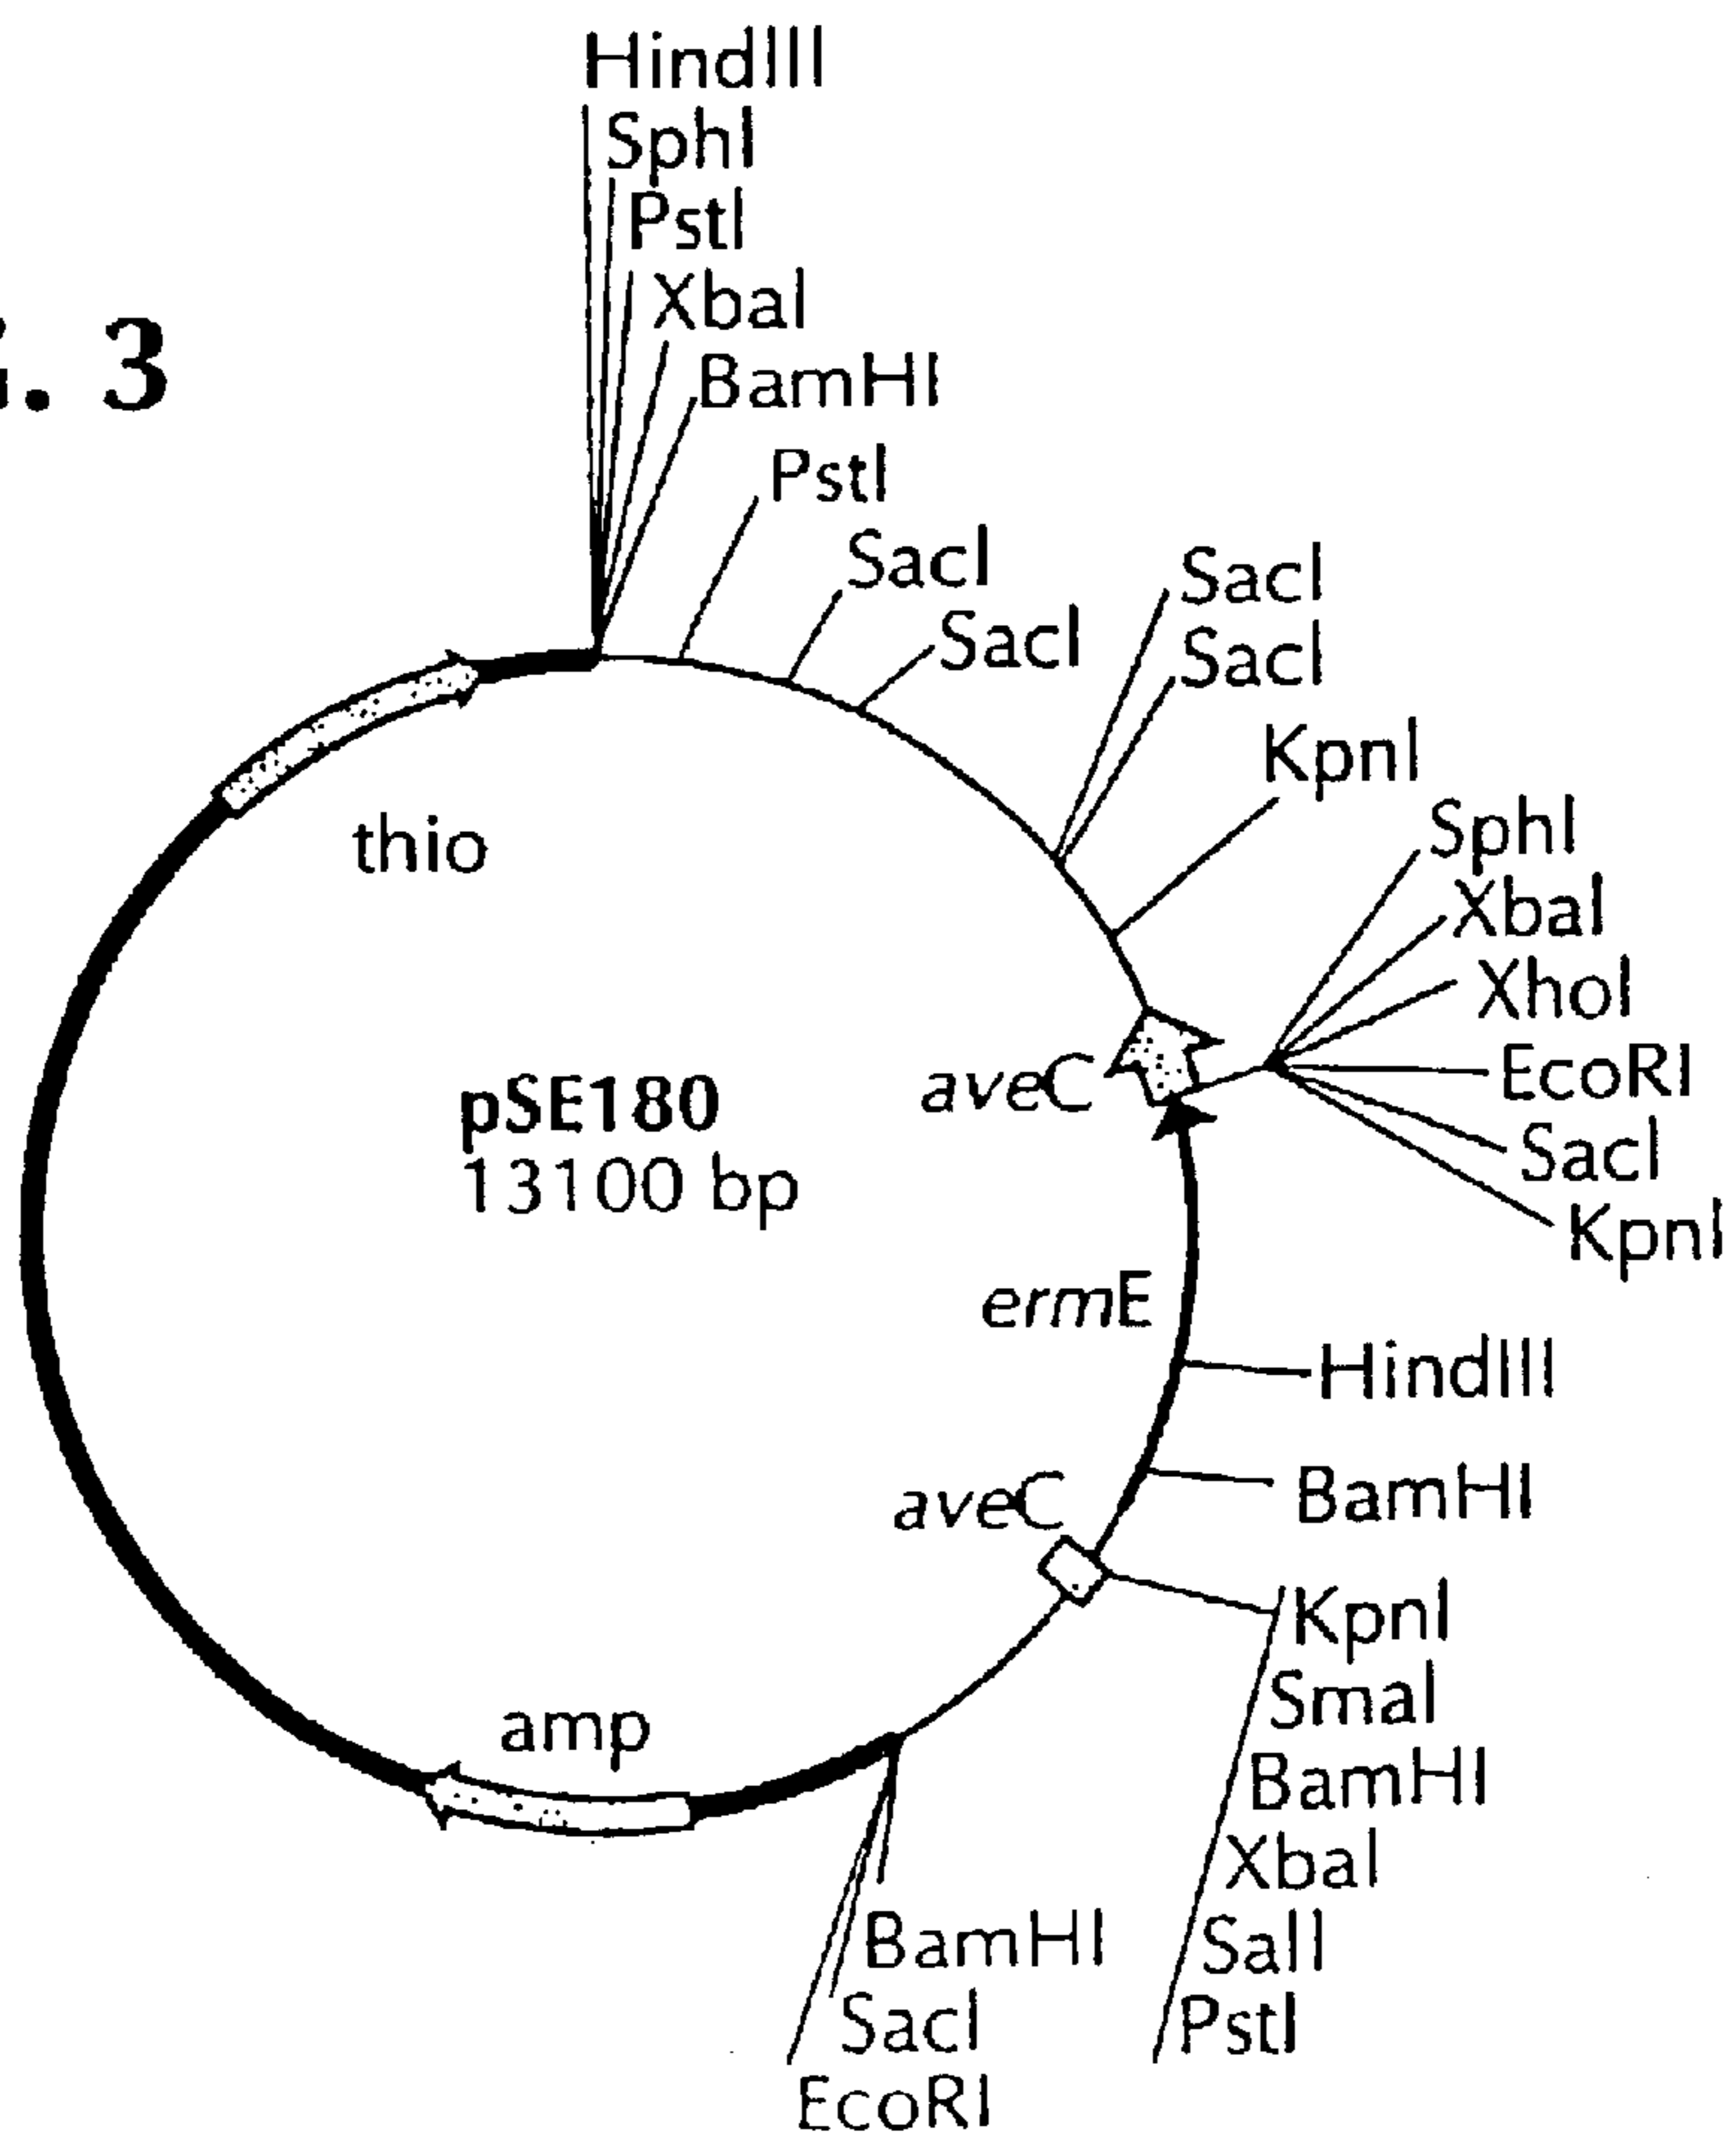 HindIII
SphI
PstI
XbaI
. 3
BamHI
PstI
SacI
SacI
SacI
SacI
KpnI
thio
SphI
XbaI
XhoI
aveC
EcoRI
pSE180
SacI
13100 bp
KpnI
ermE
HindIII
aveC
BamHI
KpnI
SmaI
amp
BamHI
XbaI
BamHI
SalI
SacI
PstI
EcoRI